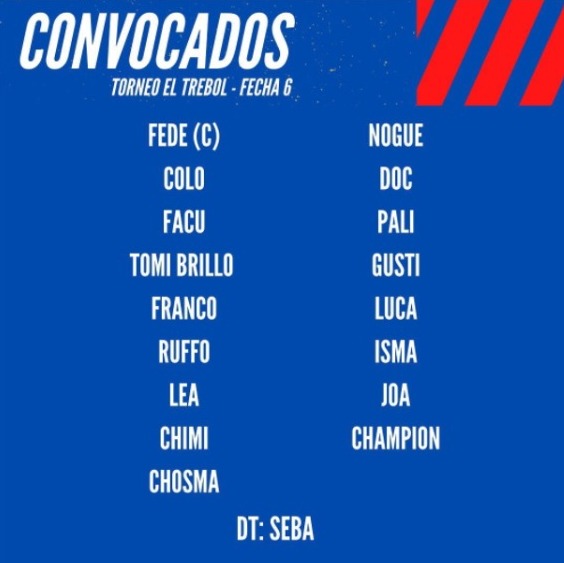 CONVOCADOS
TORNEO EL TREBOL - FECHA 6
FEDE (C)
COLO
FACU
TOMI BRILLO
FRANCO
RUFFO
LEA
CHIMI
CHOSMA
NOGUE
DOC
PALI
GUSTI
LUCA
ISMA
JOA
CHAMPION
DT: SEBA